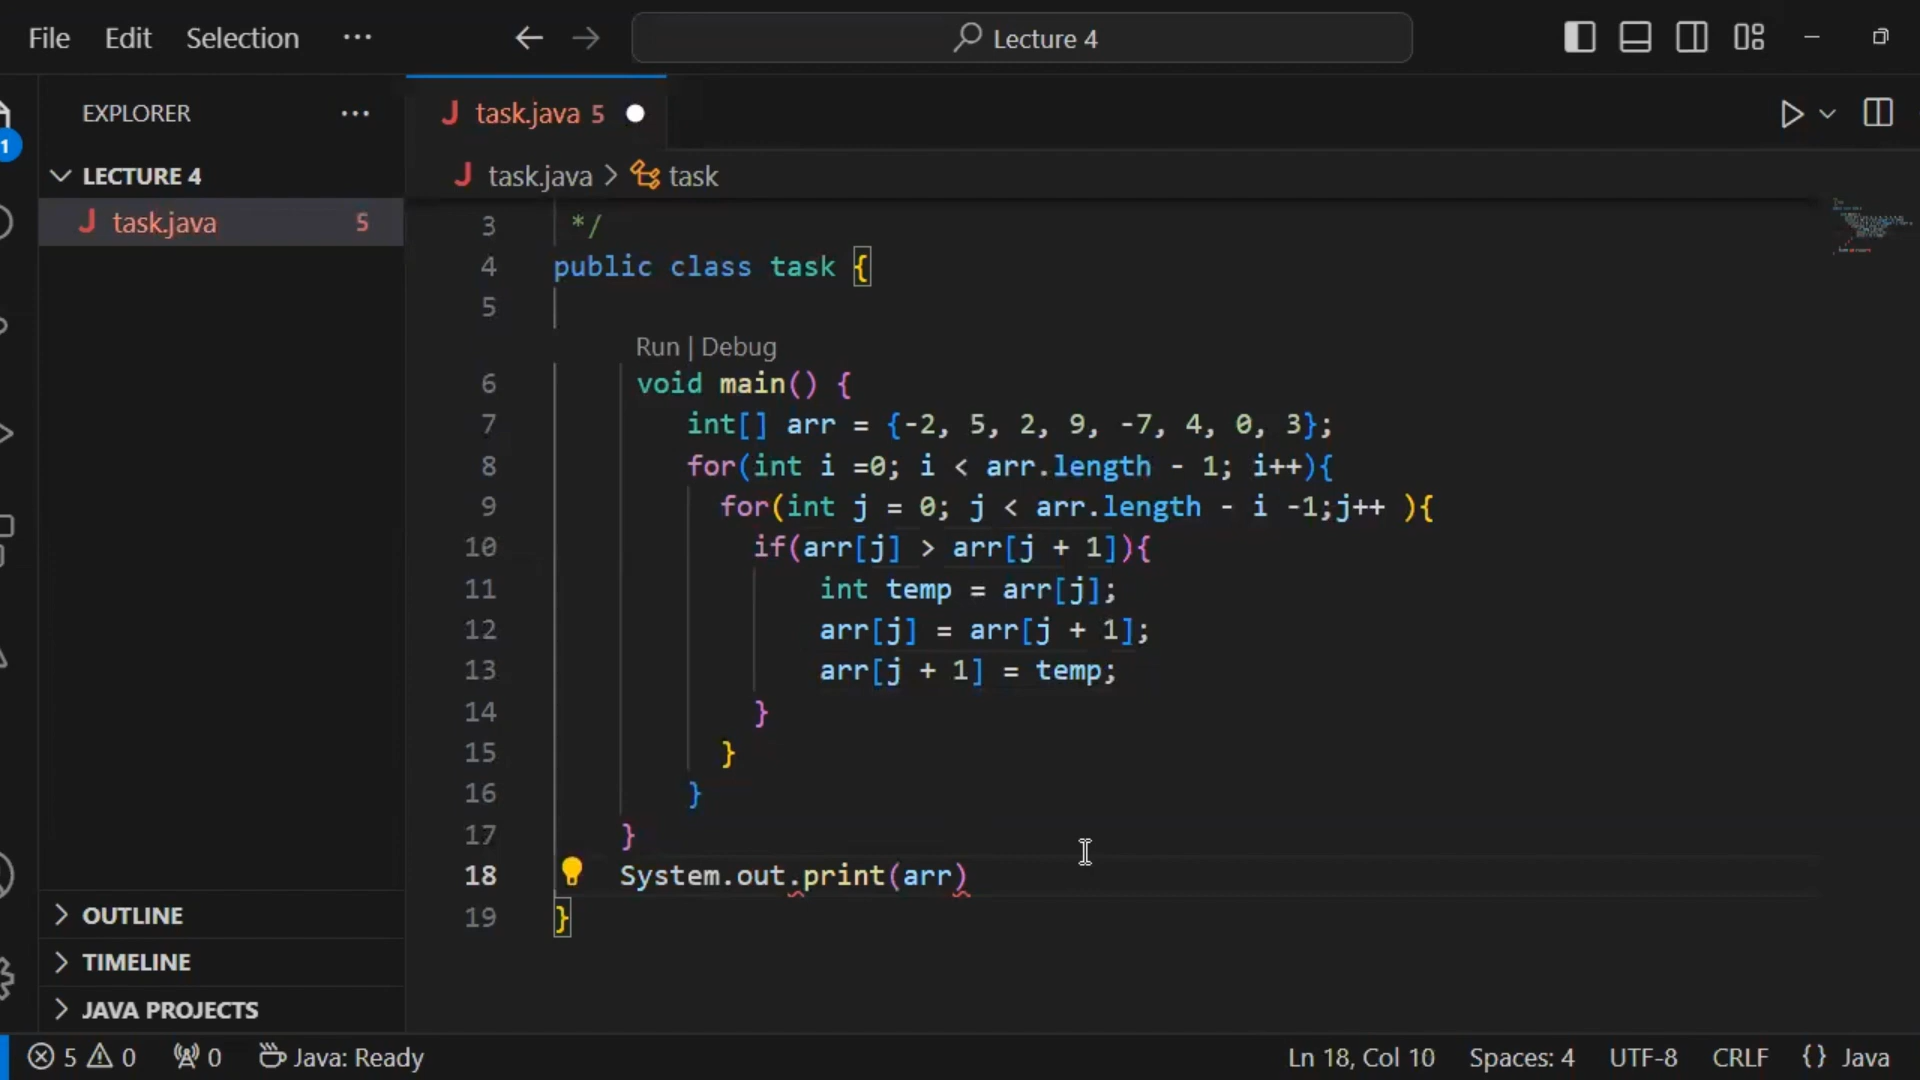 File Edit Selection ··· Lecture 4
EXPLORER ···
LECTURE 4
task.java 5
OUTLINE
TIMELINE
JAVA PROJECTS
1
task.java 5
task.java > task
3 */
4 public class task {
5
Run | Debug
6 void main() {
7 int[] arr = {-2, 5, 2, 9, -7, 4, 0, 3};
8 for(int i =0; i < arr.length - 1; i++){
9 for(int j = 0; j < arr.length - i -1;j++ ){
10 if(arr[j] > arr[j + 1]){
11 int temp = arr[j];
12 arr[j] = arr[j + 1];
13 arr[j + 1] = temp;
14 }
15 }
16 }
17 }
18 System.out.print(arr)
19 }
5 0 0 Java: Ready Ln 18, Col 10 Spaces: 4 UTF-8 CRLF {} Java